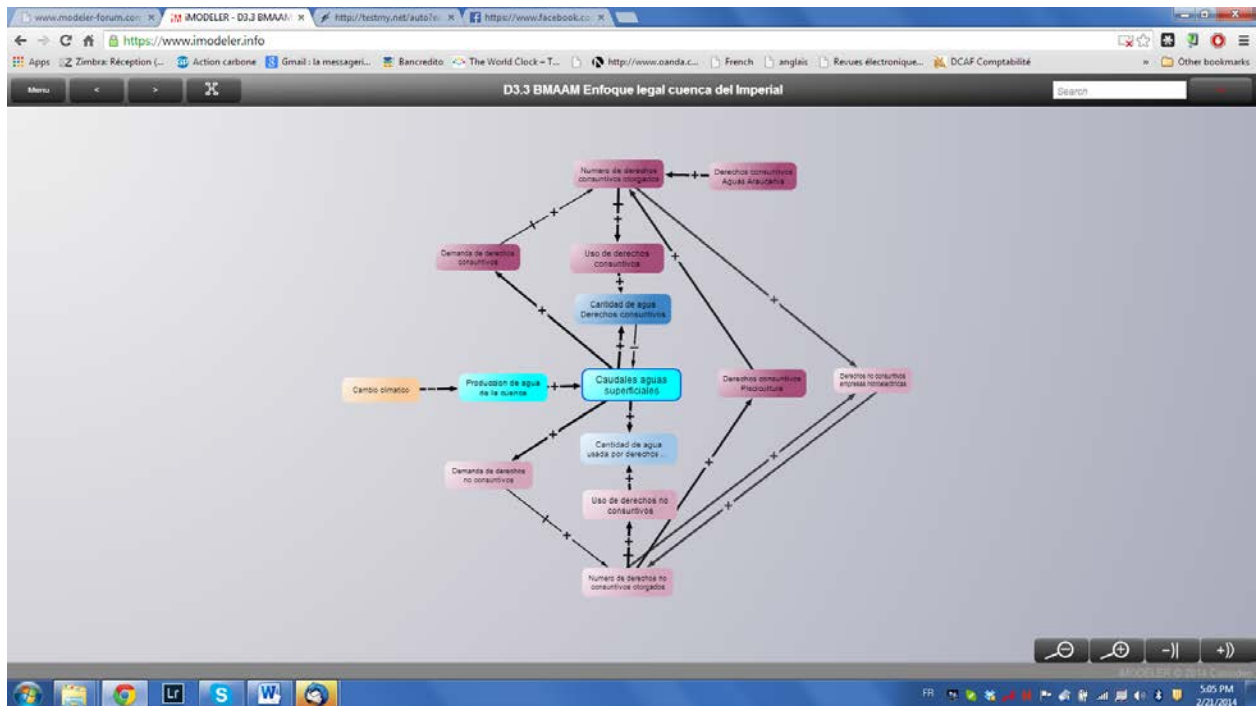 www.modeler-forum.com
iMODELER - D3.3 BMAAM
http://testmy.net/auto?e
https://www.facebook.co
https://www.imodeler.info
Apps Zimbra: Réception (... Action carbone Gmail : la messageri... Bancredito The World Clock – T... http://www.oanda.c... French anglais Revues électronique... DCAF Comptabilité » Other bookmarks
Menu < > D3.3 BMAAM Enfoque legal cuenca del Imperial Search
Numero de derechos
consuntivos otorgados
Derechos consuntivos
Aguas Araucania
Demanda de derechos
consuntivos
Uso de derechos
consuntivos
Cantidad de agua
Derechos consuntivos
Cambio climatico
Produccion de agua
de la cuenca
Caudales aguas
superficiales
Derechos consuntivos
Piscicultura
Derechos no consuntivos
empresas hidroelectricas
Cantidad de agua
usada por derechos ...
Demanda de derechos
no consuntivos
Uso de derechos no
consuntivos
Numero de derechos no
consuntivos otorgados
-)| +))
iMODELER © 2014 Consideo
Lr S W
FR 5:05 PM
2/21/2014